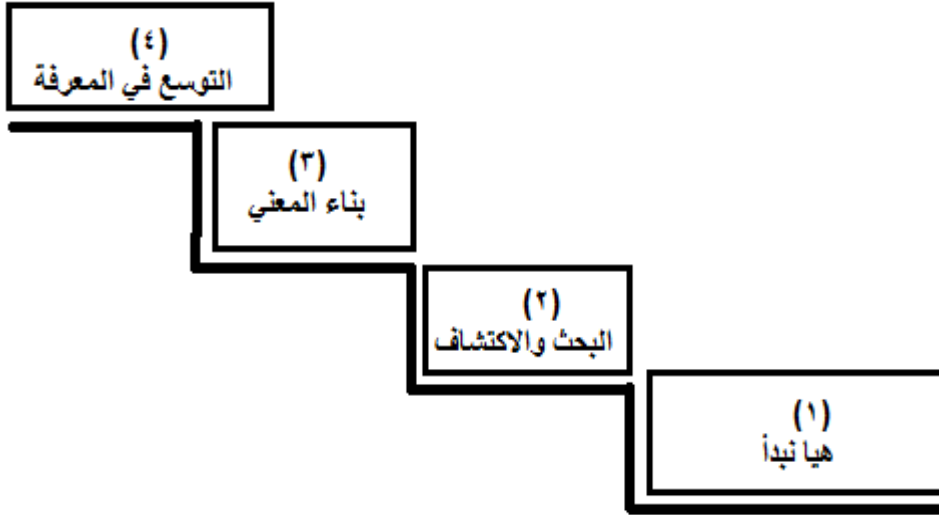 (٤)
التوسع في المعرفة
(٣)
بناء المعني
(٢)
البحث والاكتشاف
(١)
هيا نبدأ